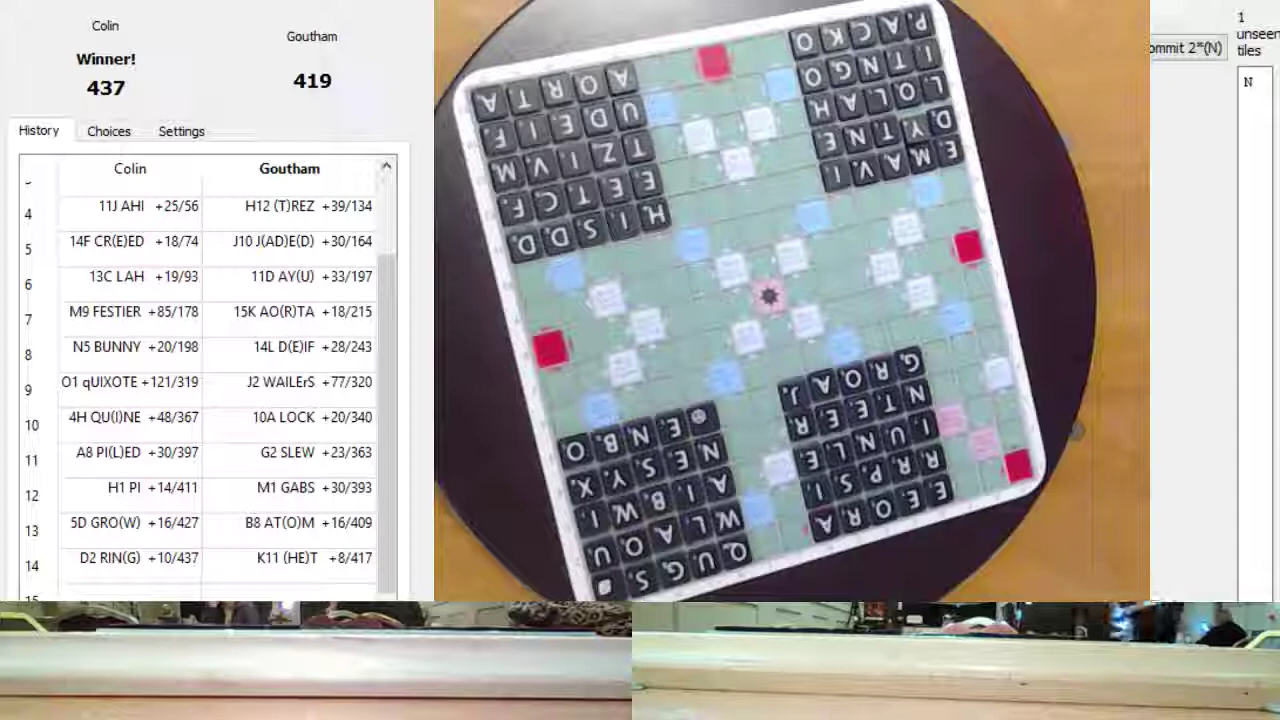 Colin
Goutham
Winner!
437
419
History
Choices
Settings
Colin
Goutham
4
11J AHI +25/56
H12 (T)REZ +39/134
5
14F CR(E)ED +18/74
J10 J(AD)E(D) +30/164
6
13C LAH +19/93
11D AY(U) +33/197
7
M9 FESTIER +85/178
15K AO(R)TA +18/215
8
N5 BUNNY +20/198
14L D(E)IF +28/243
9
O1 qUIXOTE +121/319
J2 WAILErS +77/320
10
4H QU(I)NE +48/367
10A LOCK +20/340
11
A8 PI(L)ED +30/397
G2 SLEW +23/363
12
H1 PI +14/411
M1 GABS +30/393
13
5D GRO(W) +16/427
B8 AT(O)M +16/409
14
D2 RIN(G) +10/437
K11 (HE)T +8/417
15
ommit 2*(N)
1
unseen
tiles
N
A T R O A
F I E D U
M V I Z T
F C T E E
D D S I H
O K C A P
O G N T I
H A L O L
E N T Y D
I V A M E
O B N E
X Y S E N
I W B I A
U O A L W
S G U Q
J A O R G
R E E T N
E L N U I
I S P R R
A R O E E